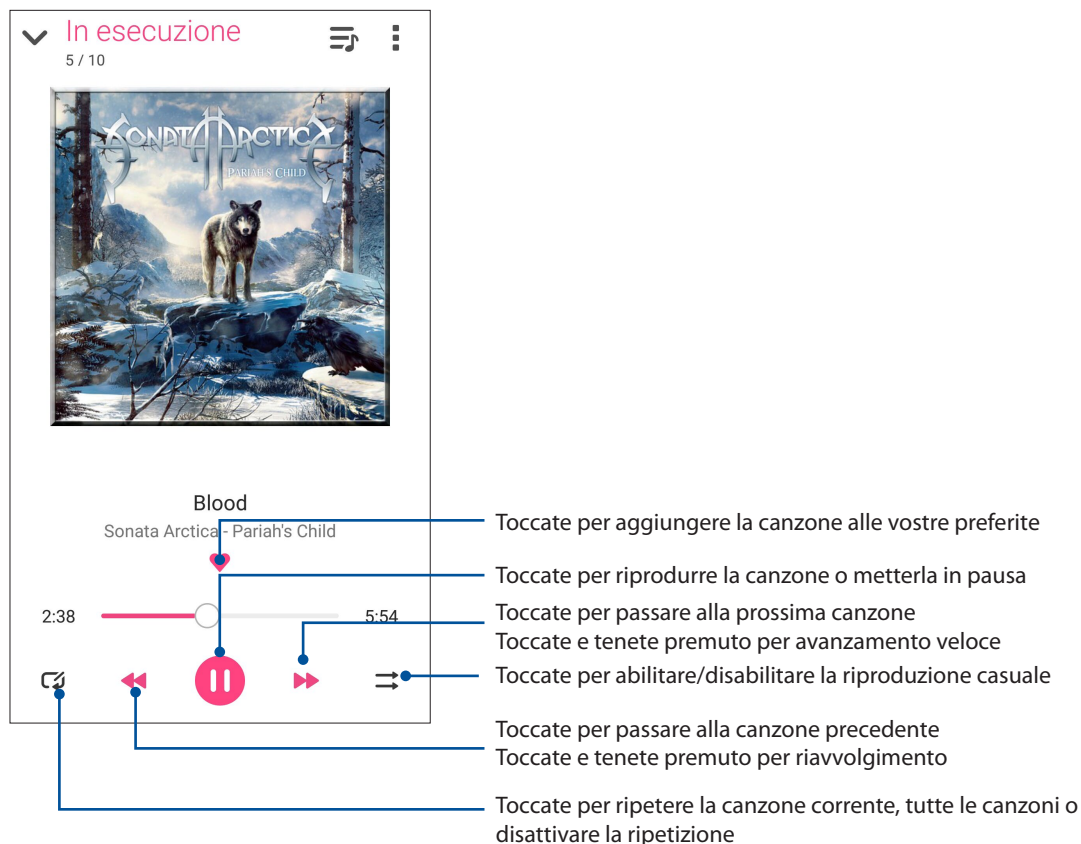 In esecuzione
5 / 10
SONATA ARCTICA
PARIAH'S CHILD
Blood
Sonata Arctica - Pariah's Child
2:38
5:54
Toccate per aggiungere la canzone alle vostre preferite
Toccate per riprodurre la canzone o metterla in pausa
Toccate per passare alla prossima canzone
Toccate e tenete premuto per avanzamento veloce
Toccate per abilitare/disabilitare la riproduzione casuale
Toccate per passare alla canzone precedente
Toccate e tenete premuto per riavvolgimento
Toccate per ripetere la canzone corrente, tutte le canzoni o
disattivare la ripetizione